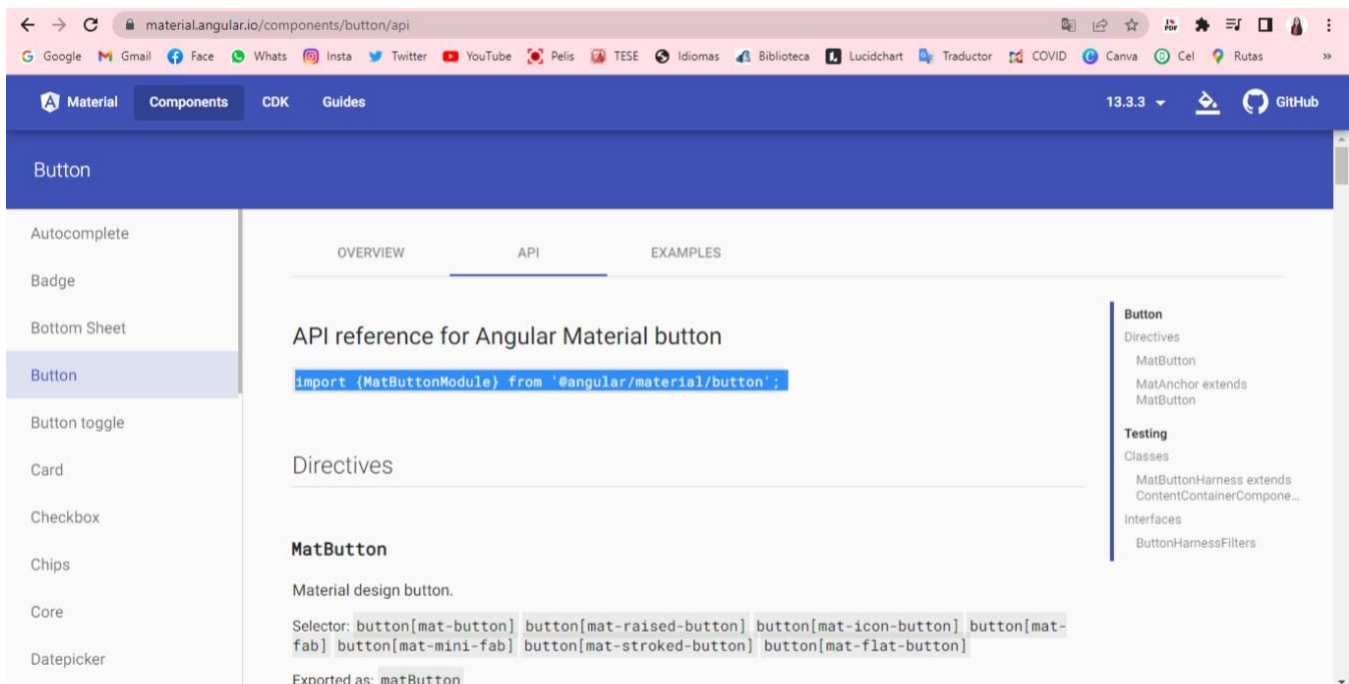 material.angular.io/components/button/api
Google Gmail Face Whats Insta Twitter YouTube Pelis TESE Idiomas Biblioteca Lucidchart Traductor COVID Canva Cel Rutas »
Material Components CDK Guides 13.3.3 GitHub
Button
Autocomplete
Badge
Bottom Sheet
Button
Button toggle
Card
Checkbox
Chips
Core
Datepicker
OVERVIEW API EXAMPLES
API reference for Angular Material button
import {MatButtonModule} from '@angular/material/button';
Directives
MatButton
Material design button.
Selector: button[mat-button] button[mat-raised-button] button[mat-icon-button] button[mat-
fab] button[mat-mini-fab] button[mat-stroked-button] button[mat-flat-button]
Exported as: matButton
Button
Directives
MatButton
MatAnchor extends
MatButton
Testing
Classes
MatButtonHarness extends
ContentContainerCompone...
Interfaces
ButtonHarnessFilters